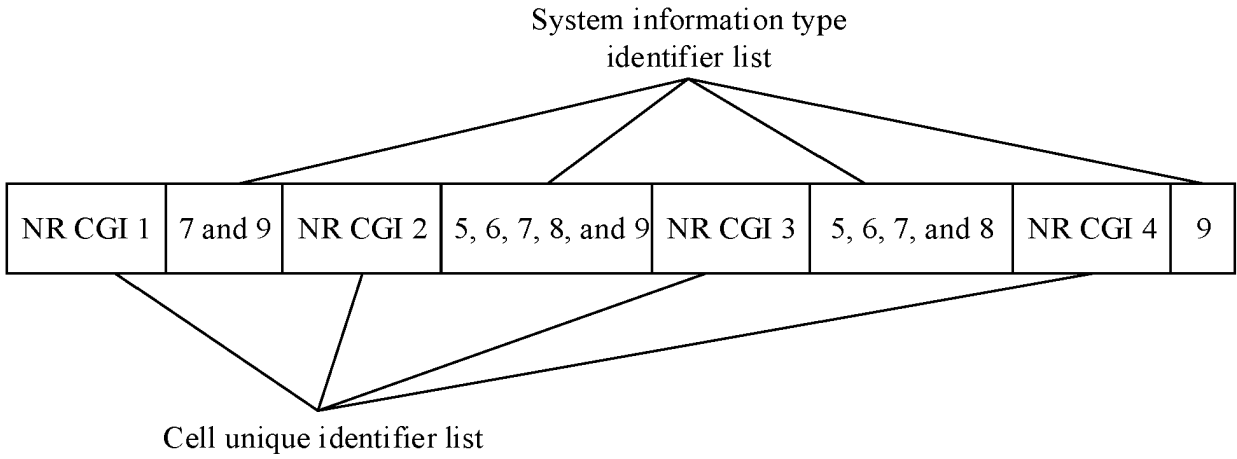 System information type
identifier list
NR CGI 1 7 and 9 NR CGI 2 5, 6, 7, 8, and 9 NR CGI 3 5, 6, 7, and 8 NR CGI 4 9
Cell unique identifier list